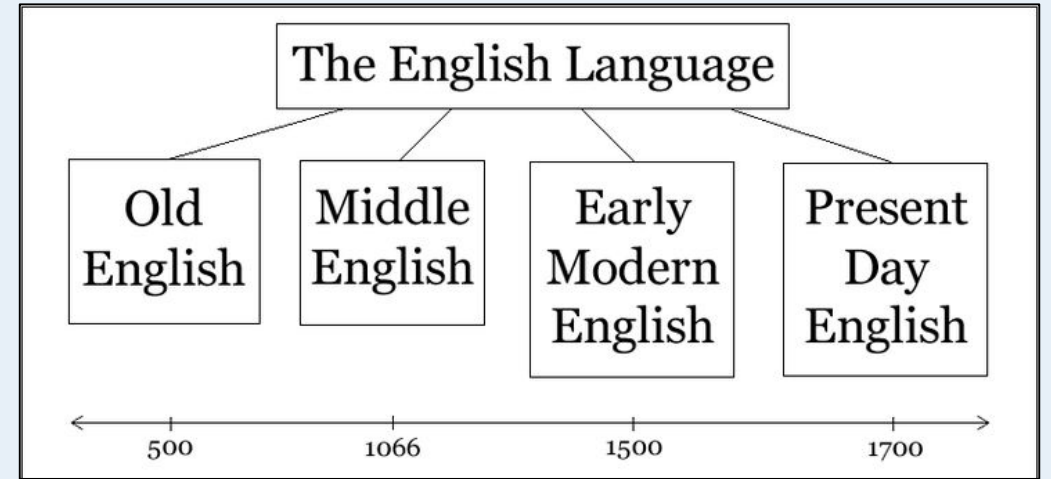 The English Language
Old
English
Middle
English
Early
Modern
English
Present
Day
English
500
1066
1500
1700